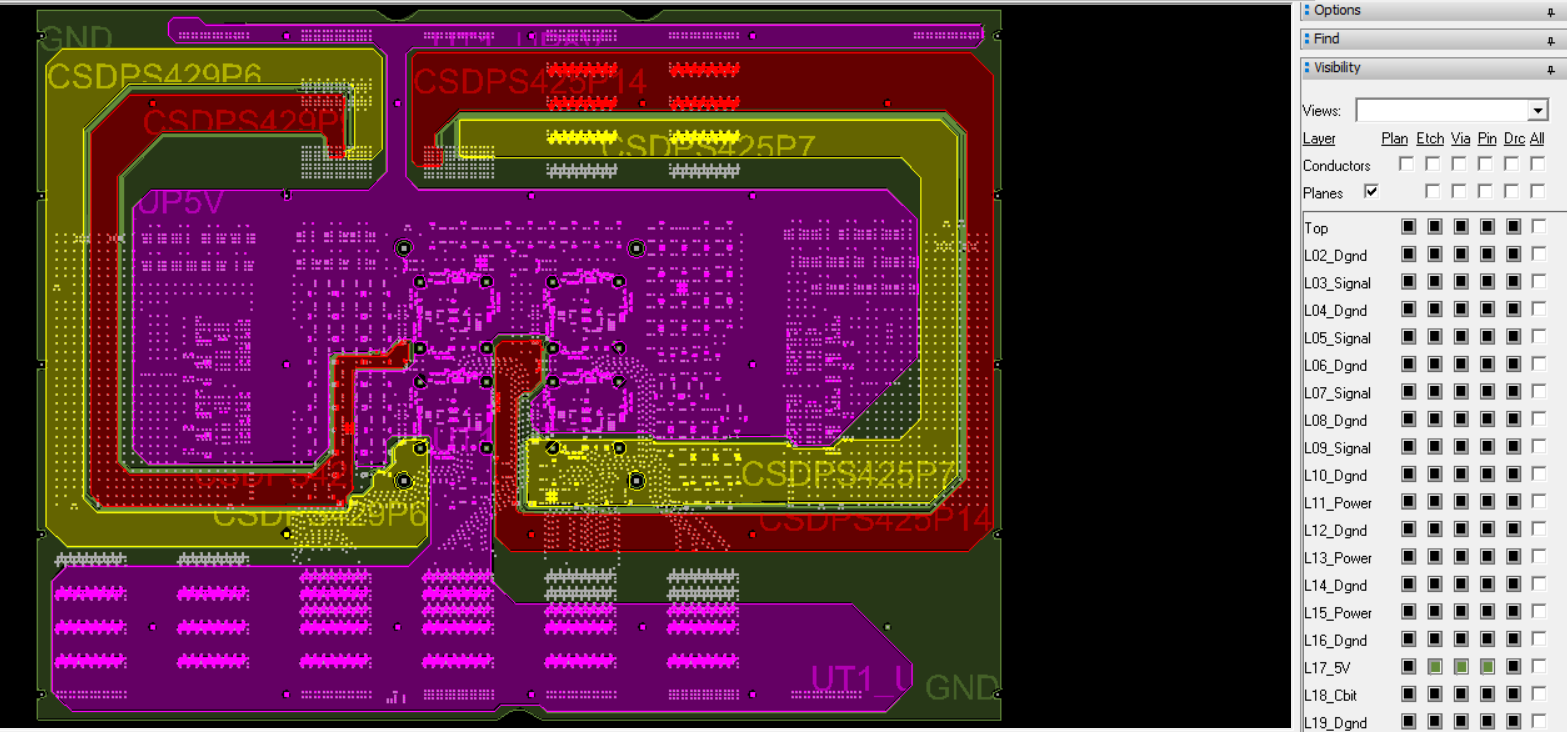 Options
Find
Visibility
Views:
Layer Plan Etch Via Pin Drc All
Conductors
Planes
Top
L02_Dgnd
L03_Signal
L04_Dgnd
L05_Signal
L06_Dgnd
L07_Signal
L08_Dgnd
L09_Signal
L10_Dgnd
L11_Power
L12_Dgnd
L13_Power
L14_Dgnd
L15_Power
L16_Dgnd
L17_5V
L18_Cbit
L19_Dgnd
GND
CSDPS429P6
CSDPS425P14
CSDPS429P
CSDPS425P7
UP5V
CSDPS425P7
CSDPS429P6
CSDPS425P14
UT1_U
GND